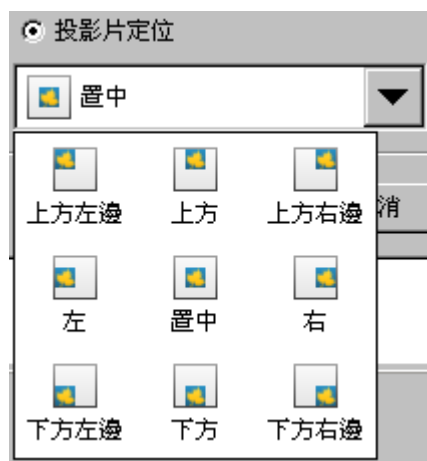 投影片定位
置中
上方左邊 上方 上方右邊
消
左 置中 右
下方左邊 下方 下方右邊